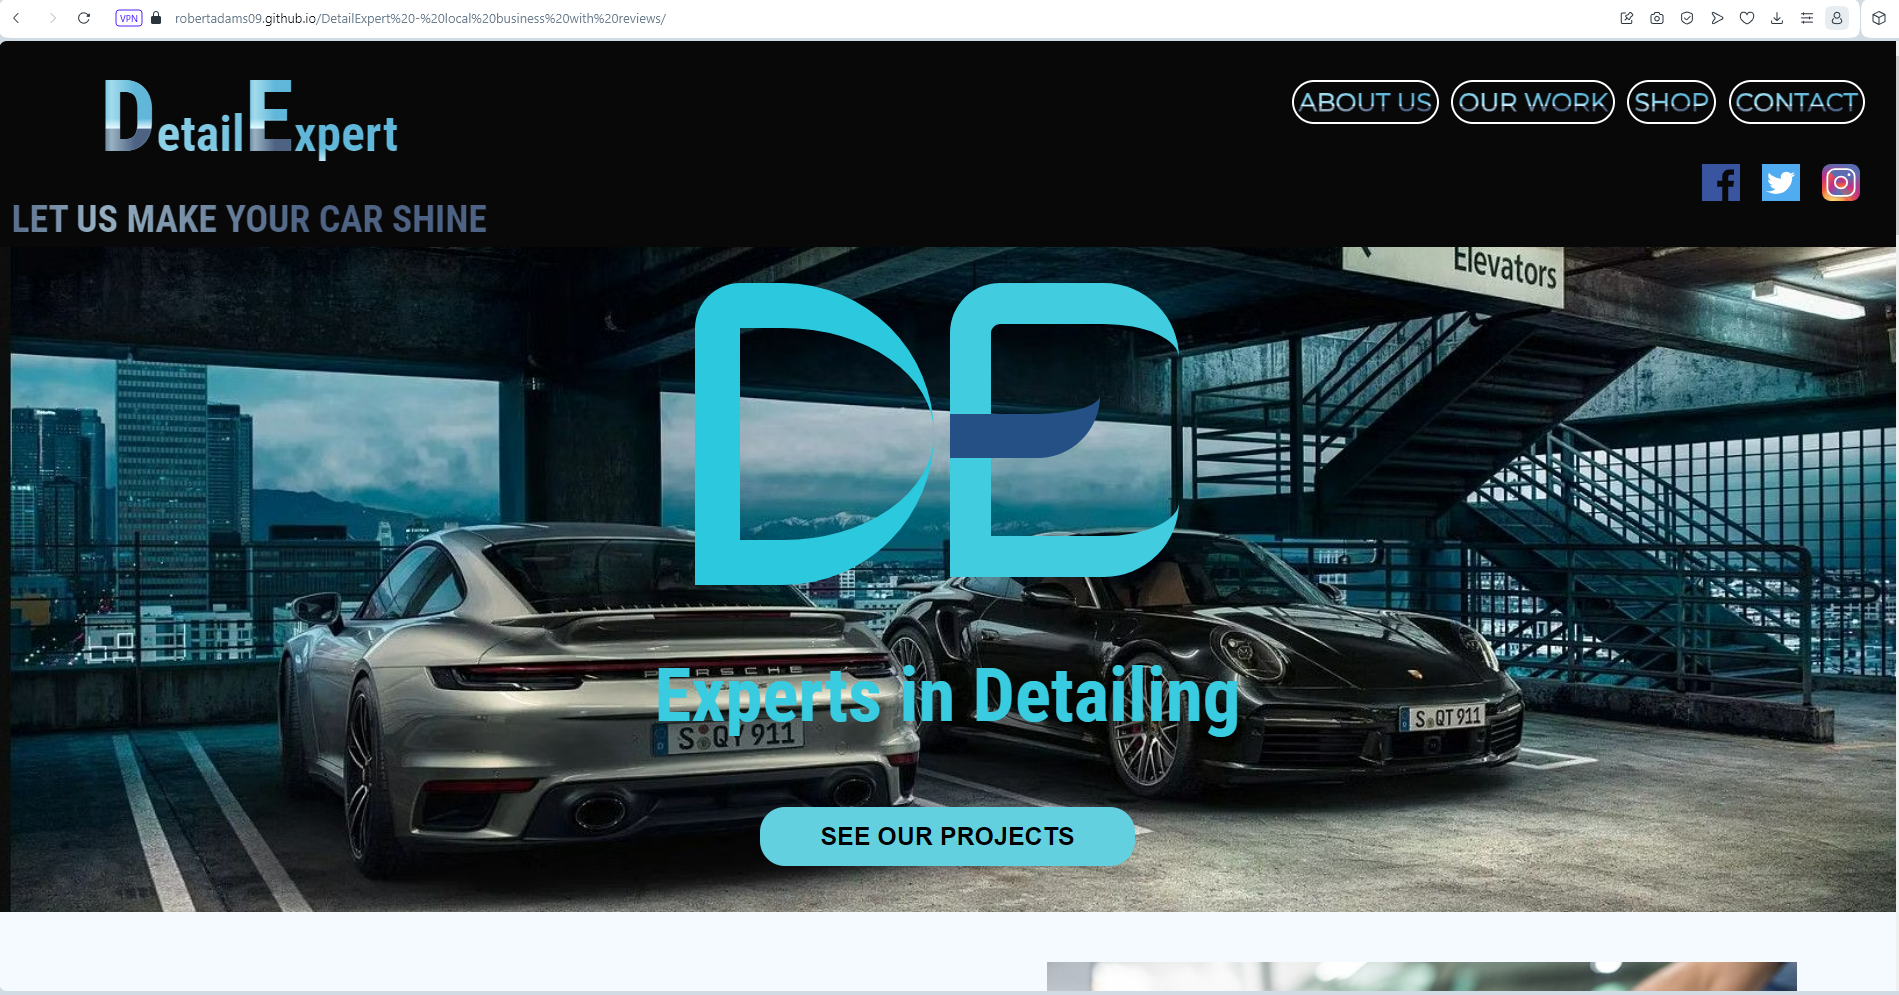 VPN
robertadams09.github.io/DetailExpert%20-%20local%20business%20with%20reviews/
DetailExpert
ABOUT US
OUR WORK
SHOP
CONTACT
LET US MAKE YOUR CAR SHINE
Elevators
DE
PORSCHE
Experts in Detailing
S QY 911
S QT 911
SEE OUR PROJECTS